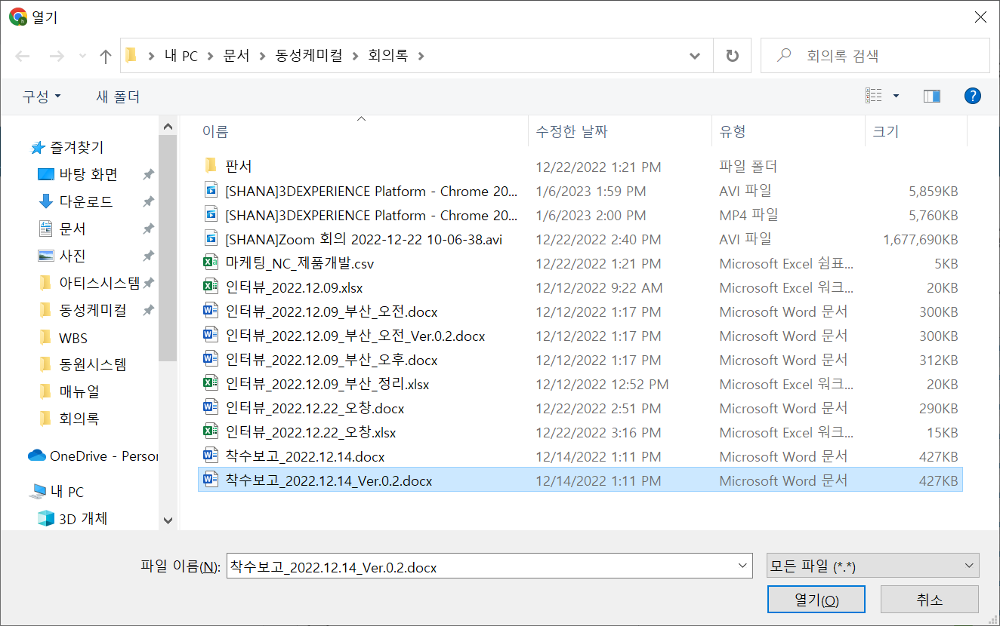 열기
내 PC 문서 동성케미컬 회의록
회의록 검색
구성 새 폴더
?
즐겨찾기
바탕 화면
다운로드
문서
사진
아티스시스템
동성케미컬
WBS
동원시스템
매뉴얼
회의록
OneDrive - Persor
내 PC
3D 개체
이름 수정한 날짜 유형 크기
판서 12/22/2022 1:21 PM 파일 폴더
[SHANA]3DEXPERIENCE Platform - Chrome 20... 1/6/2023 1:59 PM AVI 파일 5,859KB
[SHANA]3DEXPERIENCE Platform - Chrome 20... 1/6/2023 2:00 PM MP4 파일 5,760KB
[SHANA]Zoom 회의 2022-12-22 10-06-38.avi 12/22/2022 2:40 PM AVI 파일 1,677,690KB
마케팅_NC_제품개발.csv 12/22/2022 1:21 PM Microsoft Excel 쉼표... 5KB
인터뷰_2022.12.09.xlsx 12/12/2022 9:22 AM Microsoft Excel 워크... 20KB
인터뷰_2022.12.09_부산_오전.docx 12/12/2022 1:17 PM Microsoft Word 문서 300KB
인터뷰_2022.12.09_부산_오전_Ver.0.2.docx 12/12/2022 1:17 PM Microsoft Word 문서 300KB
인터뷰_2022.12.09_부산_오후.docx 12/12/2022 1:17 PM Microsoft Word 문서 312KB
인터뷰_2022.12.09_부산_정리.xlsx 12/12/2022 12:52 PM Microsoft Excel 워크... 20KB
인터뷰_2022.12.22_오창.docx 12/22/2022 2:51 PM Microsoft Word 문서 290KB
인터뷰_2022.12.22_오창.xlsx 12/22/2022 3:16 PM Microsoft Excel 워크... 15KB
착수보고_2022.12.14.docx 12/14/2022 1:11 PM Microsoft Word 문서 427KB
착수보고_2022.12.14_Ver.0.2.docx 12/14/2022 1:11 PM Microsoft Word 문서 427KB
파일 이름(N): 착수보고_2022.12.14_Ver.0.2.docx 모든 파일 (*.*)
열기(O) 취소